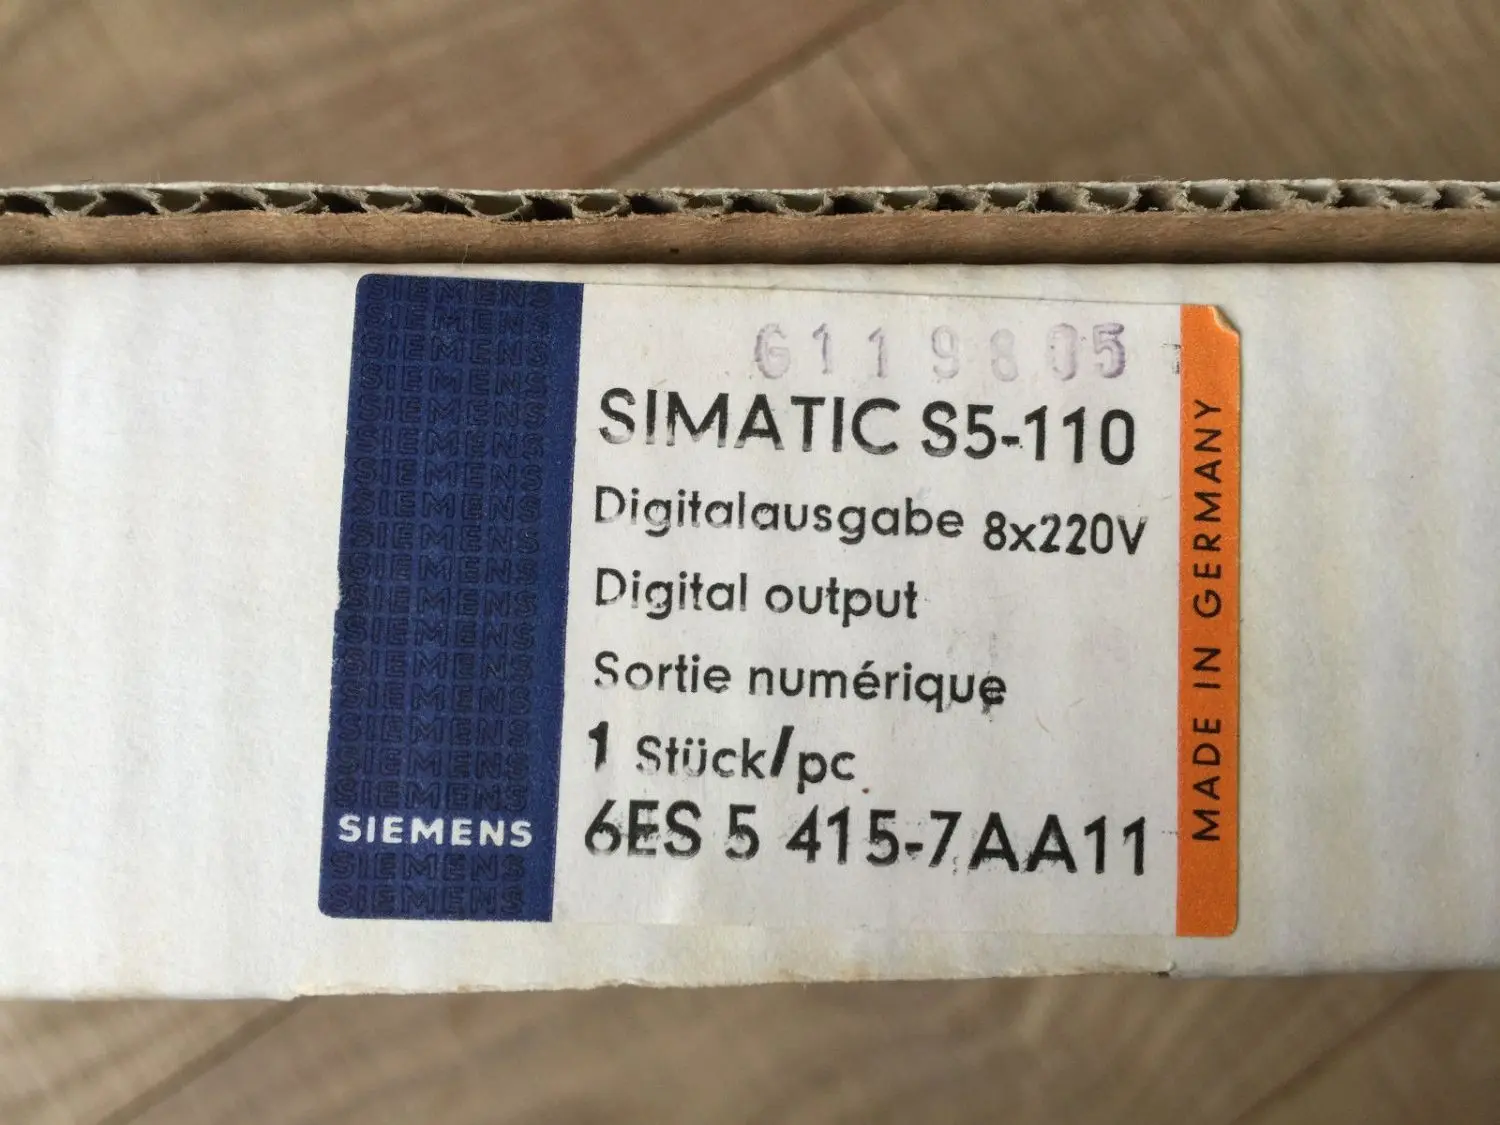 G119805
SIMATIC S5-110
Digitalausgabe 8x220V
Digital output
Sortie numérique
1 Stück/pc.
6ES 5 415-7AA11
SIEMENS
MADE IN GERMANY